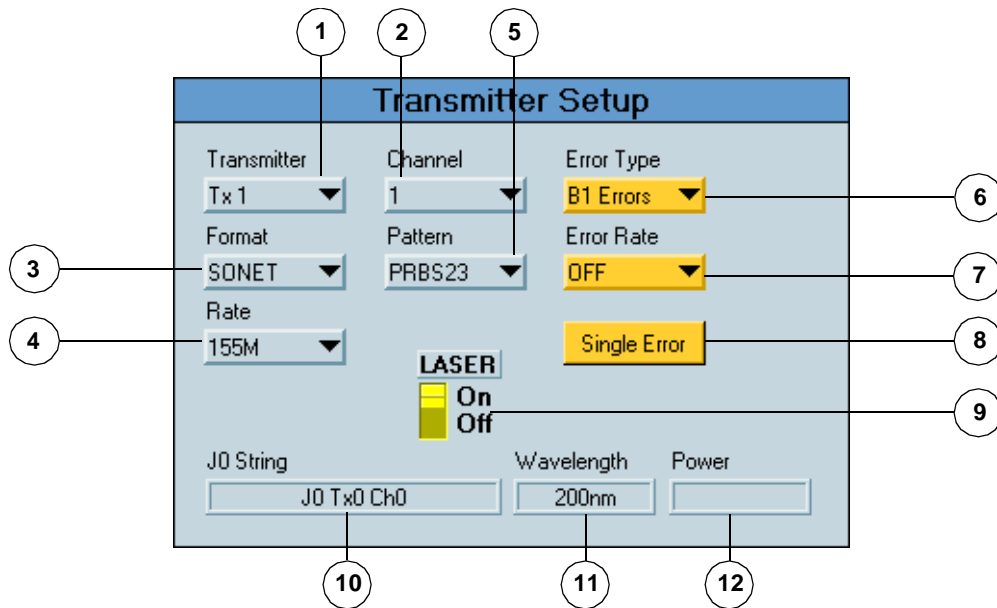 1
2
5
Transmitter Setup
Transmitter
Channel
Error Type
Tx 1
1
B1 Errors
6
Format
Pattern
Error Rate
3
SONET
PRBS23
OFF
7
Rate
4
155M
Single Error
8
LASER
On
Off
9
J0 String
Wavelength
Power
J0 Tx0 Ch0
200nm
10
11
12